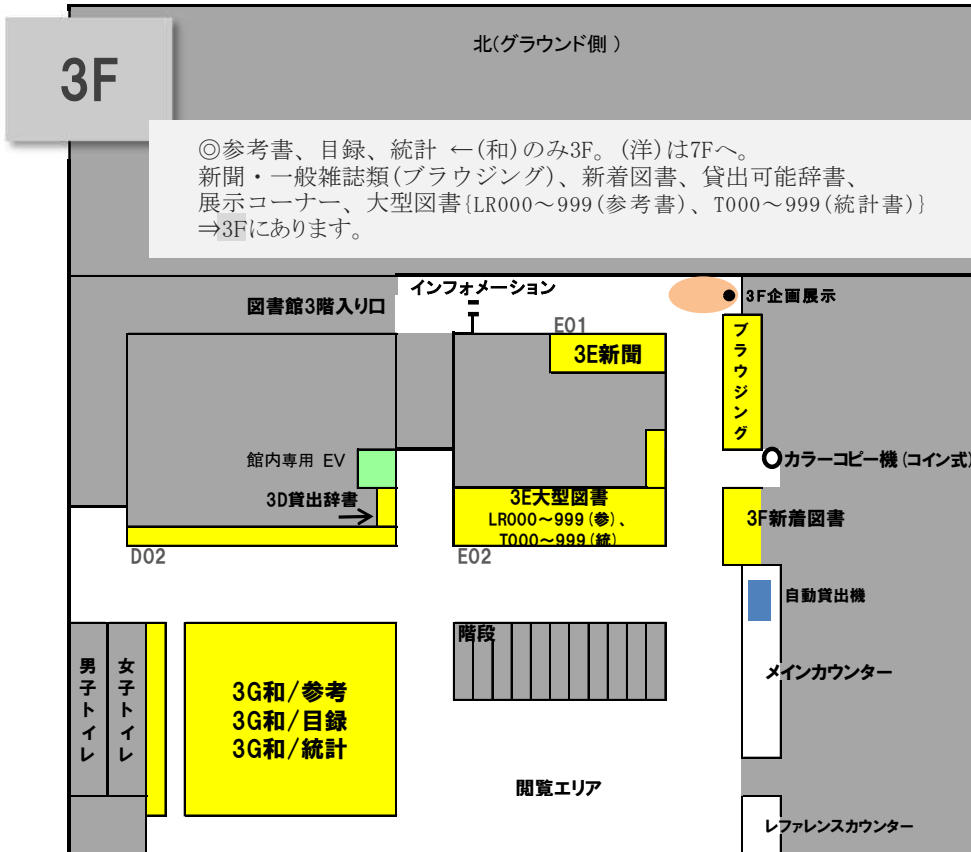 北(グラウンド側 )
3F
◎参考書、目録、統計 ←(和)のみ3F。(洋)は7Fへ。
新聞・一般雑誌類(ブラウジング)、新着図書、貸出可能辞書、
展示コーナー、大型図書{LR000～999(参考書)、T000～999(統計書)}
⇒3Fにあります。
インフォメーション
図書館3階入り口
3F企画展示
E01
3E新聞
ブラウジング
館内専用 EV
カラーコピー機(コイン式)
3D貸出辞書
3E大型図書
LR000～999(参)、
T000～999(統)
3F新着図書
D02
E02
自動貸出機
階段
男子トイレ
女子トイレ
メインカウンター
3G和/参考
3G和/目録
3G和/統計
閲覧エリア
レファレンスカウンター